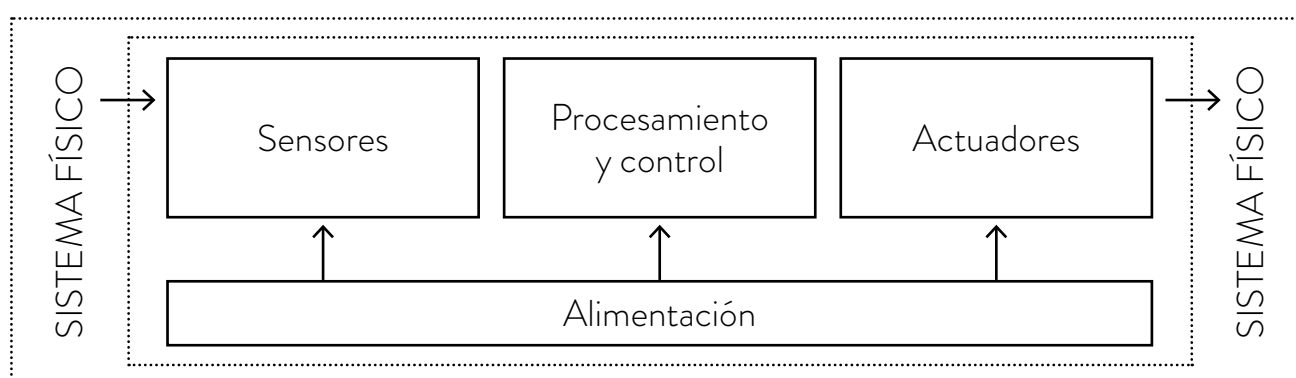 SISTEMA FÍSICO
Sensores
Procesamiento
y control
Actuadores
Alimentación
SISTEMA FÍSICO